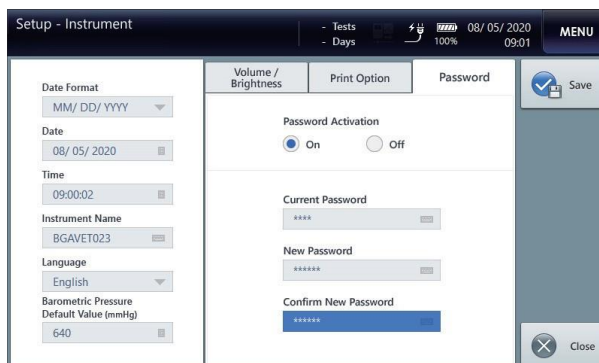 Setup - Instrument
- Tests
- Days
100%
08/ 05/ 2020
09:01
MENU
Date Format
MM/ DD/ YYYY
Date
08/ 05/ 2020
Time
09:00:02
Instrument Name
BGAVET023
Language
English
Barometric Pressure
Default Value (mmHg)
640
Volume /
Brightness
Print Option
Password
Password Activation
On
Off
Current Password
****
New Password
******
Confirm New Password
******
Save
Close